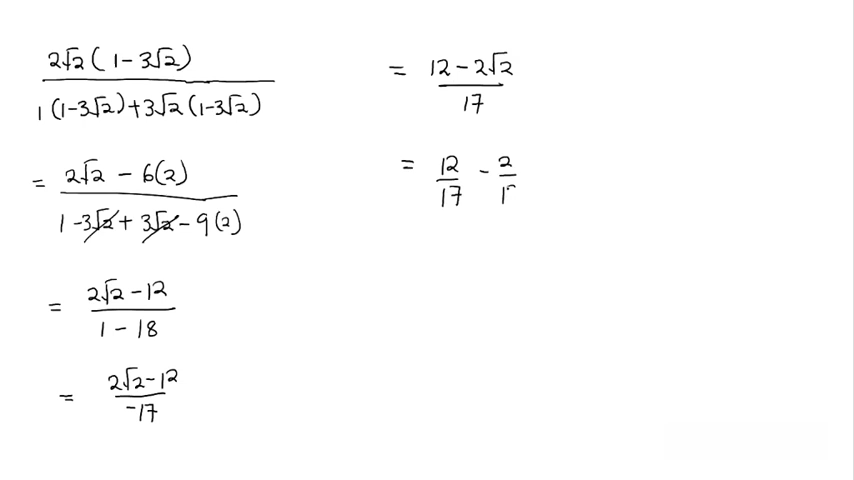 2√2 (1 − 3√2)
1 (1−3√2) + 3√2 (1−3√2)
= 2√2 − 6(2)
1 − 3√2 + 3√2 − 9(2)
= 2√2 − 12
1 − 18
= 2√2 − 12
−17
= 12 − 2√2
17
= 12/17 − 2/1